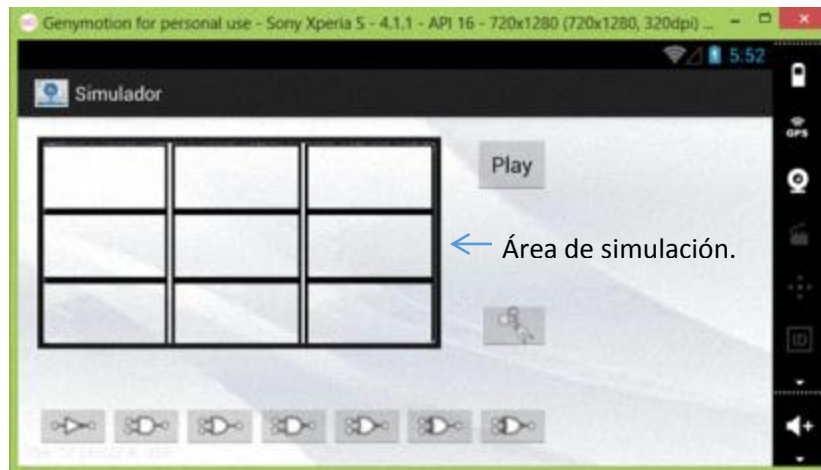 Genymotion for personal use - Sony Xperia S - 4.1.1 - API 16 - 720x1280 (720x1280, 320dpi) ...
5:52
Simulador
GPS
Play
Área de simulación.
ID